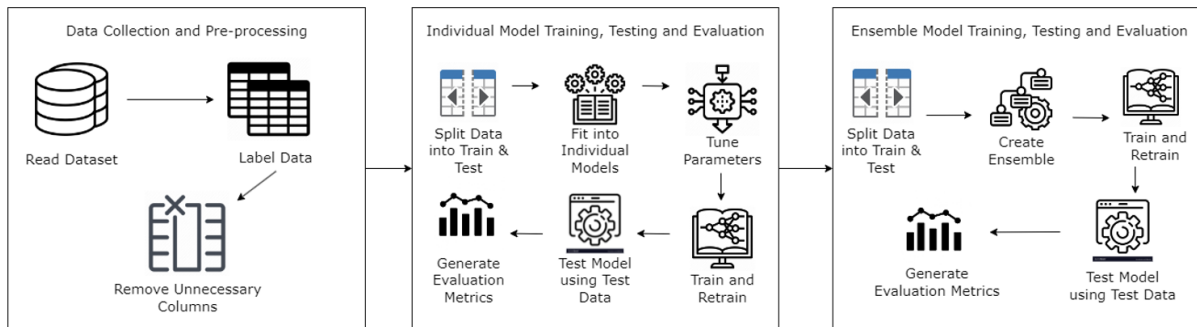 Data Collection and Pre-processing
Read Dataset
Label Data
Remove Unnecessary
Columns
Individual Model Training, Testing and Evaluation
Split Data
into Train &
Test
Fit into
Individual
Models
Tune
Parameters
Generate
Evaluation
Metrics
Test Model
using Test
Data
Train and
Retrain
Ensemble Model Training, Testing and Evaluation
Split Data
into Train &
Test
Create
Ensemble
Train and
Retrain
Generate
Evaluation Metrics
Test Model
using Test Data